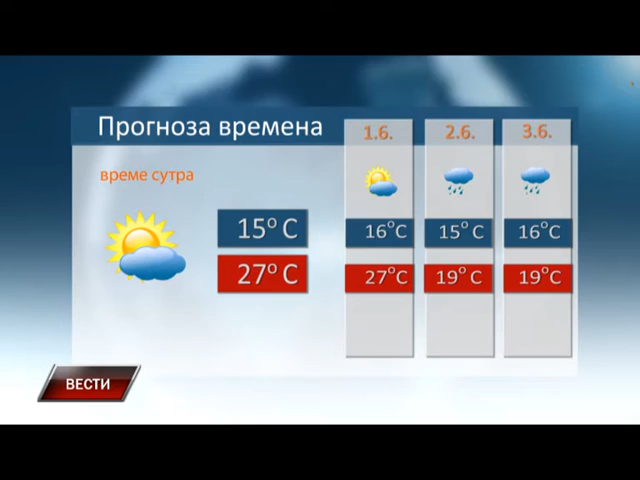 Прогноза времена
време сутра
15°C
27°C
1.6.
16°C
27°C
2.6.
15°C
19°C
3.6.
16°C
19°C
ВЕСТИ